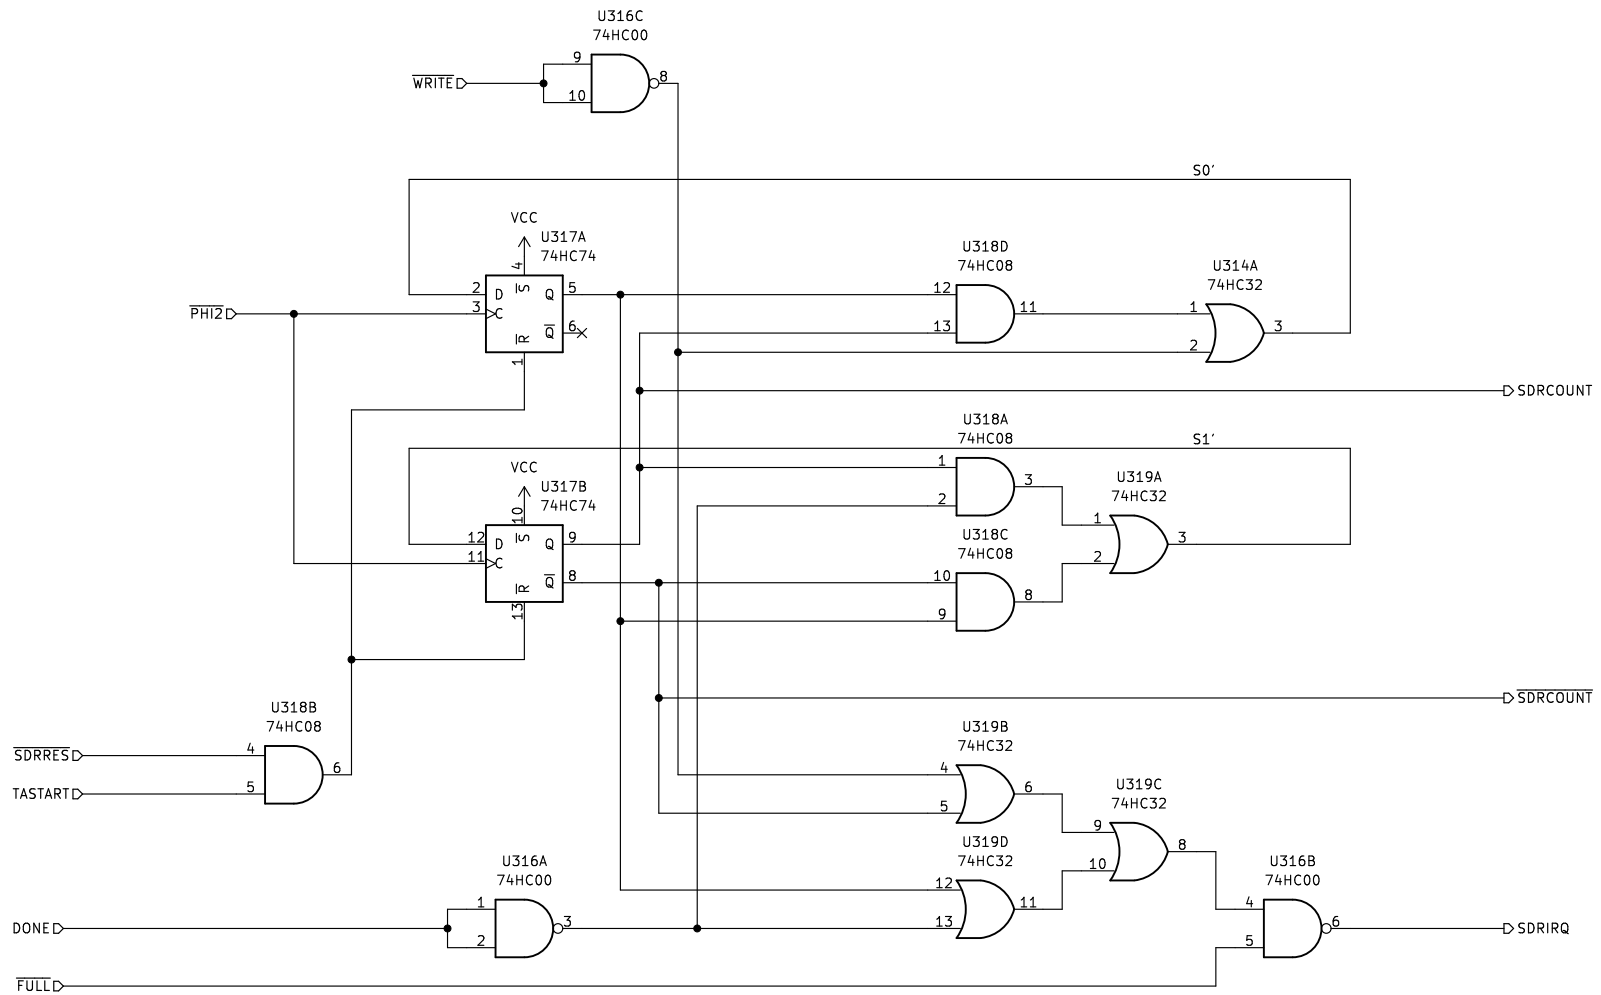 U316C
74HC00
9
8
WRITE
10
S0'
VCC
U317A
74HC74
4
2
D
S
Q
5
3
C
PHI2
R
Q
6
1
U318D
74HC08
12
11
13
U314A
74HC32
1
3
2
SDRCOUNT
U318A
74HC08
S1'
1
3
2
U319A
74HC32
1
3
2
VCC
U317B
74HC74
10
12
D
S
Q
9
11
C
R
Q
8
13
U318C
74HC08
10
8
9
SDRCOUNT
U318B
74HC08
SDRRES
4
6
TASTART
5
U319B
74HC32
4
6
5
U319C
74HC32
9
8
10
U319D
74HC32
12
11
13
U316A
74HC00
1
3
DONE
2
U316B
74HC00
4
6
SDRIRQ
5
FULL